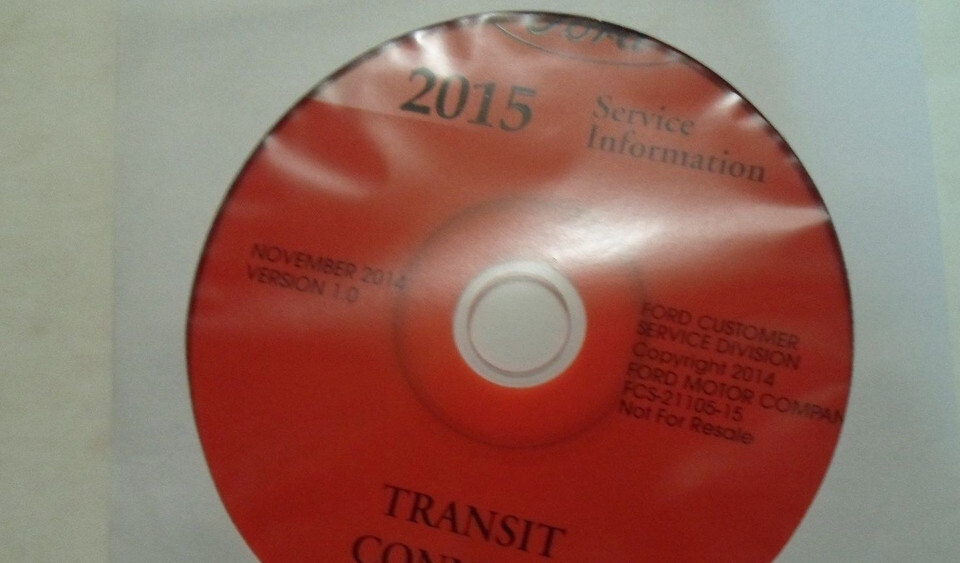 2015
Service
Information
NOVEMBER 2014
VERSION 1.0
FORD CUSTOMER
SERVICE DIVISION
Copyright 2014
FORD MOTOR COMPAN
FCS-21105-15
Not For Resale
TRANSIT